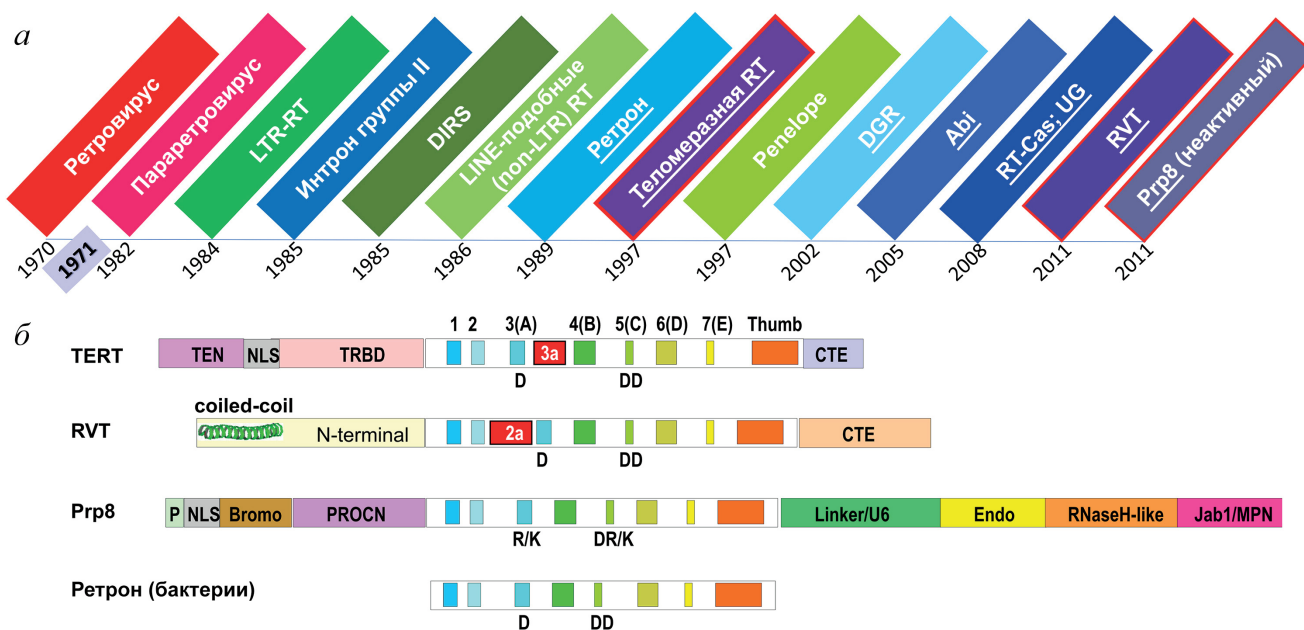 а
Ретровирус
Параретровирус
LTR-RT
Интрон группы II
DIRS
LINE-подобные
(non-LTR) RT
Ретрон
Теломеразная RT
Penelope
DGR
Abi
RT-Cas; UG
RVT
Prp8 (неактивный)
1970
1971
1982
1984
1985
1985
1986
1989
1997
1997
2002
2005
2008
2011
2011
б
1 2 3(A) 4(B) 5(C) 6(D) 7(E) Thumb
TERT TEN NLS TRBD 3a CTE
D DD
coiled-coil
RVT N-terminal 2a CTE
D DD
Prp8 P NLS Bromo PROCN Linker/U6 Endo RNaseH-like Jab1/MPN
R/K DR/K
Ретрон (бактерии)
D DD